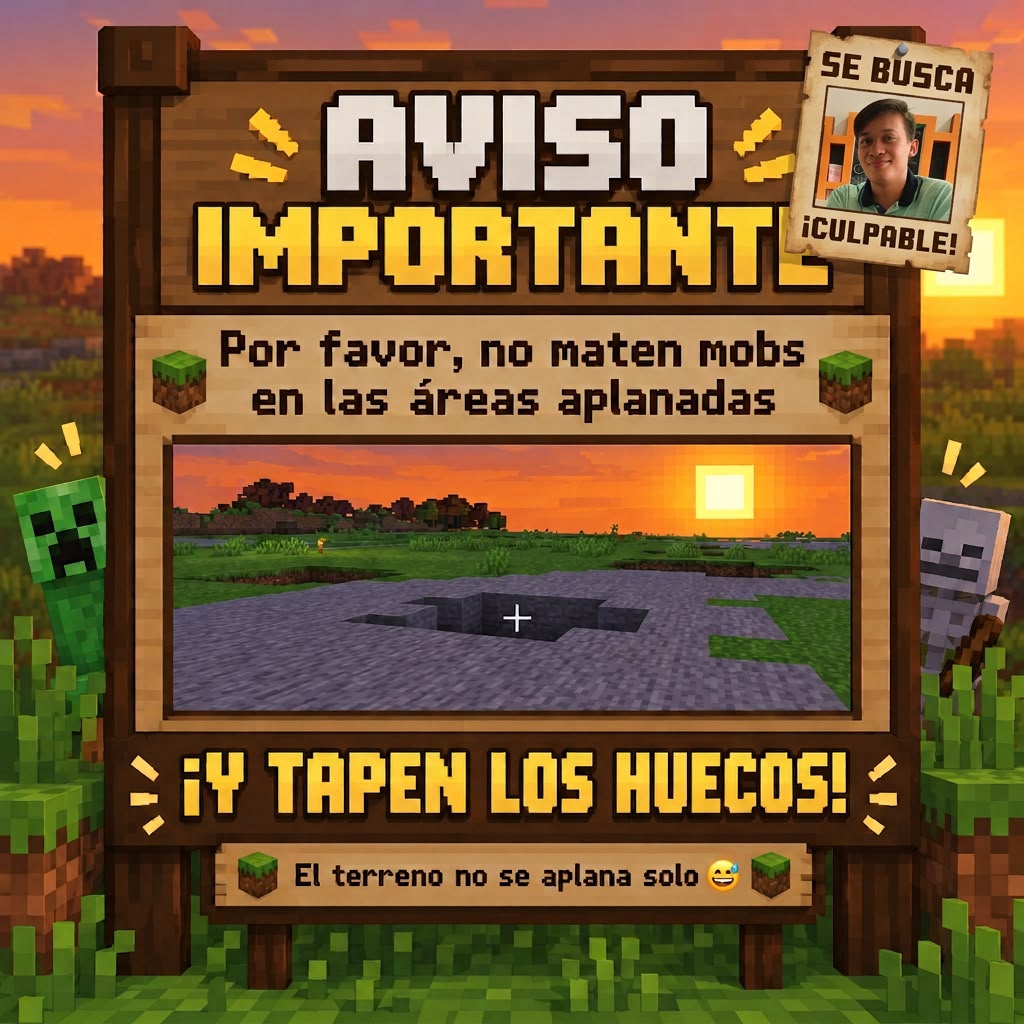 AVISO
IMPORTANTE
SE BUSCA
¡CULPABLE!
Por favor, no maten mobs
en las áreas aplanadas
¡Y TAPEN LOS HUECOS!
El terreno no se aplana solo 😅